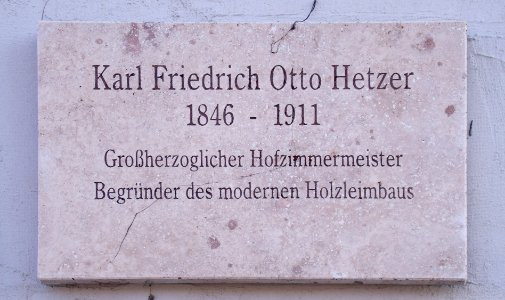 Karl Friedrich Otto Hetzer
1846 - 1911
Großherzoglicher Hofzimmermeister
Begründer des modernen Holzleimbaus